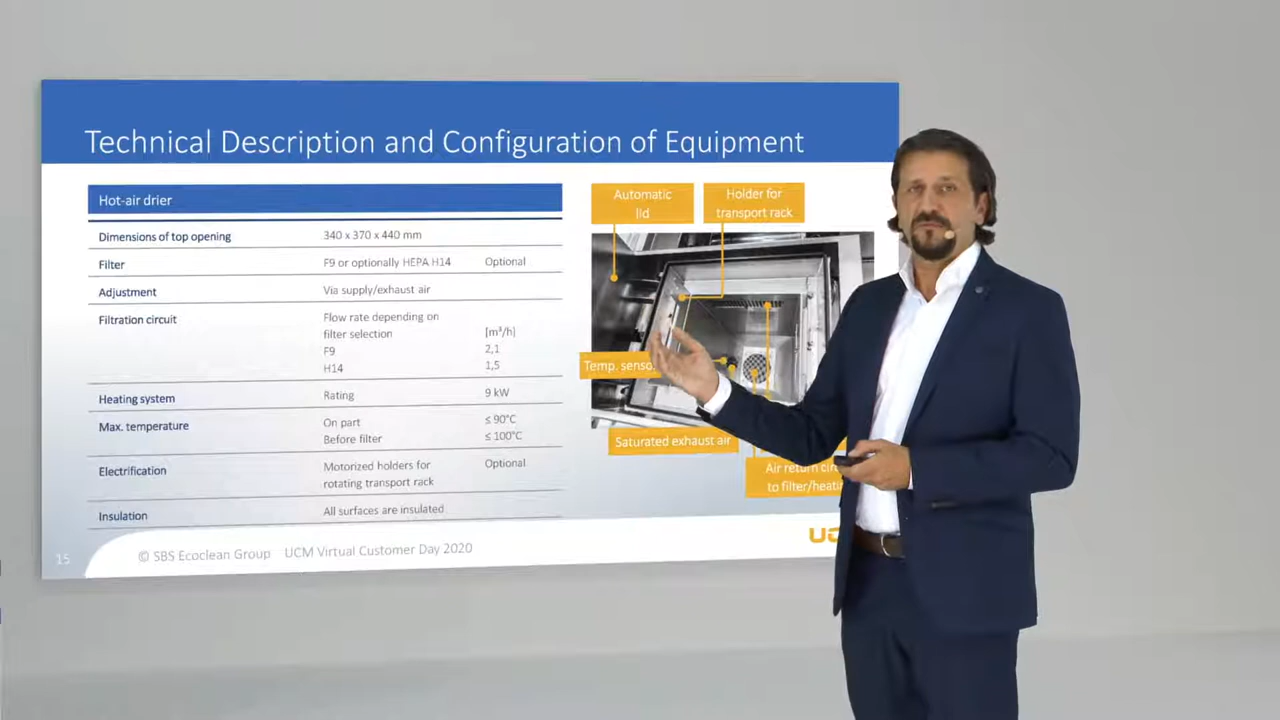 Technical Description and Configuration of Equipment
Hot-air drier
Dimensions of top opening 340 x 370 x 440 mm
Filter F9 or optionally HEPA H14 Optional
Adjustment Via supply/exhaust air
Filtration circuit Flow rate depending on
filter selection [m³/h]
F9 2,1
H14 1,5
Heating system Rating 9 kW
Max. temperature On part ≤ 90°C
Before filter ≤ 100°C
Electrification Motorized holders for Optional
rotating transport rack
Insulation All surfaces are insulated
Automatic
lid
Holder for
transport rack
Temp.
Saturated exhaust air
Air return
to
15
© SBS Ecoclean Group UCM Virtual Customer Day 2020